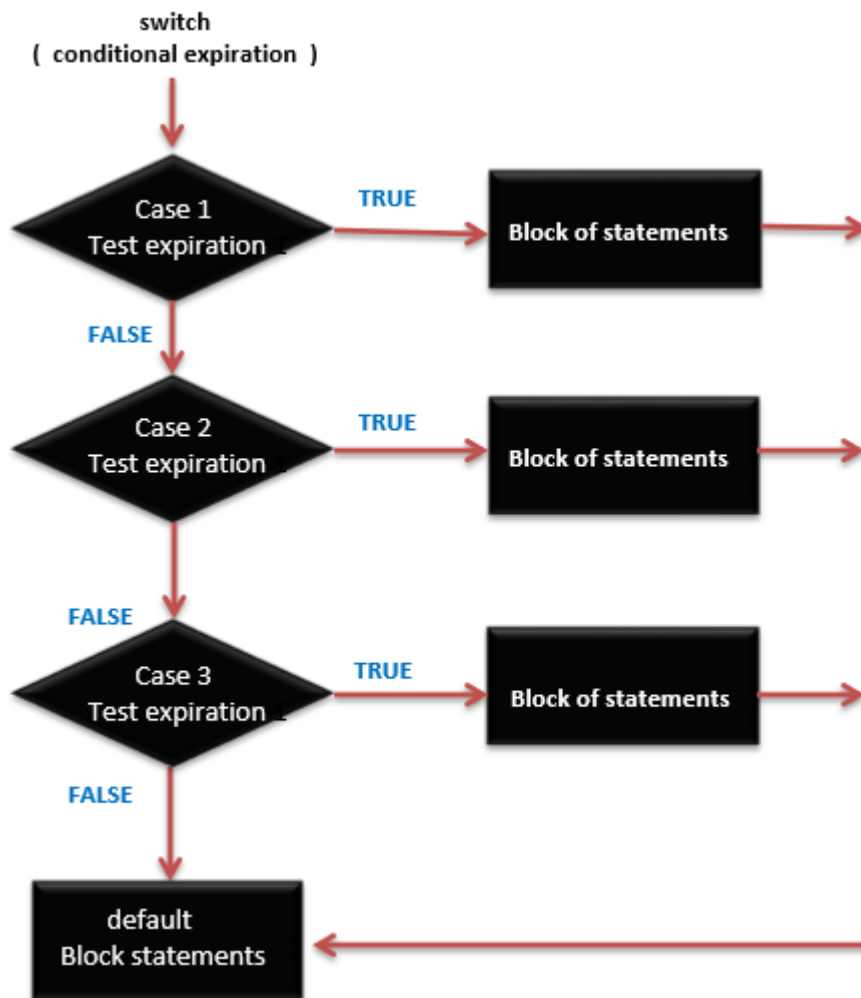 switch
( conditional expiration )
Case 1
Test expiration
TRUE
Block of statements
FALSE
Case 2
Test expiration
TRUE
Block of statements
FALSE
Case 3
Test expiration
TRUE
Block of statements
FALSE
default
Block statements